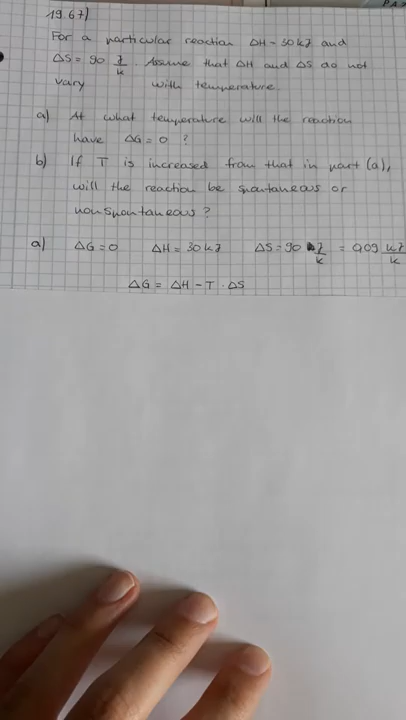 19.67)
For a particular reaction ΔH - 30 kJ and
ΔS = 90 J/K. Assume that ΔH and ΔS do not
vary with temperature
a) At what temperature will the reaction
have ΔG = 0 ?
b) If T is increased from that in part (a),
will the reaction be spontaneous or
nonspontaneous ?
a) ΔG = 0 ΔH = 30 kJ ΔS = 90 J/K = 0,09 kJ/K
ΔG = ΔH - T · ΔS